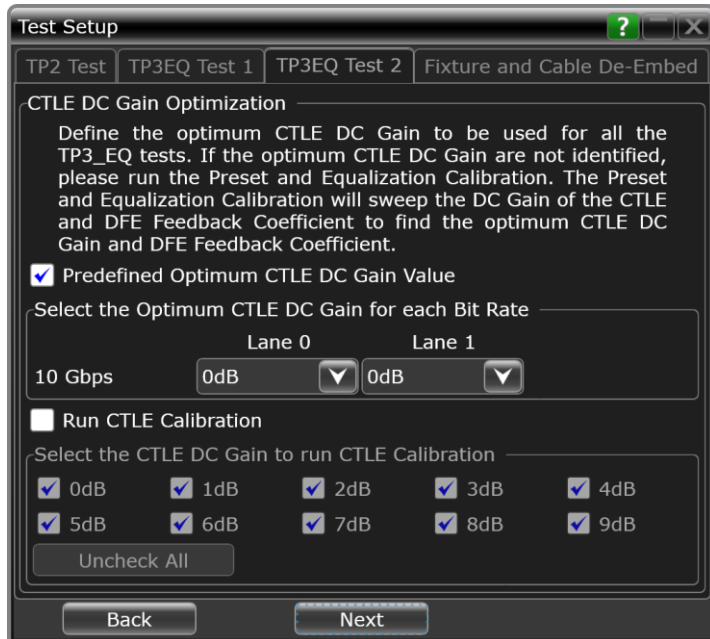 Test Setup
?
X
TP2 Test TP3EQ Test 1 TP3EQ Test 2 Fixture and Cable De-Embed
CTLE DC Gain Optimization
Define the optimum CTLE DC Gain to be used for all the
TP3_EQ tests. If the optimum CTLE DC Gain are not identified,
please run the Preset and Equalization Calibration. The Preset
and Equalization Calibration will sweep the DC Gain of the CTLE
and DFE Feedback Coefficient to find the optimum CTLE DC
Gain and DFE Feedback Coefficient.
Predefined Optimum CTLE DC Gain Value
Select the Optimum CTLE DC Gain for each Bit Rate
Lane 0 Lane 1
10 Gbps 0dB 0dB
Run CTLE Calibration
Select the CTLE DC Gain to run CTLE Calibration
0dB 1dB 2dB 3dB 4dB
5dB 6dB 7dB 8dB 9dB
Uncheck All
Back Next